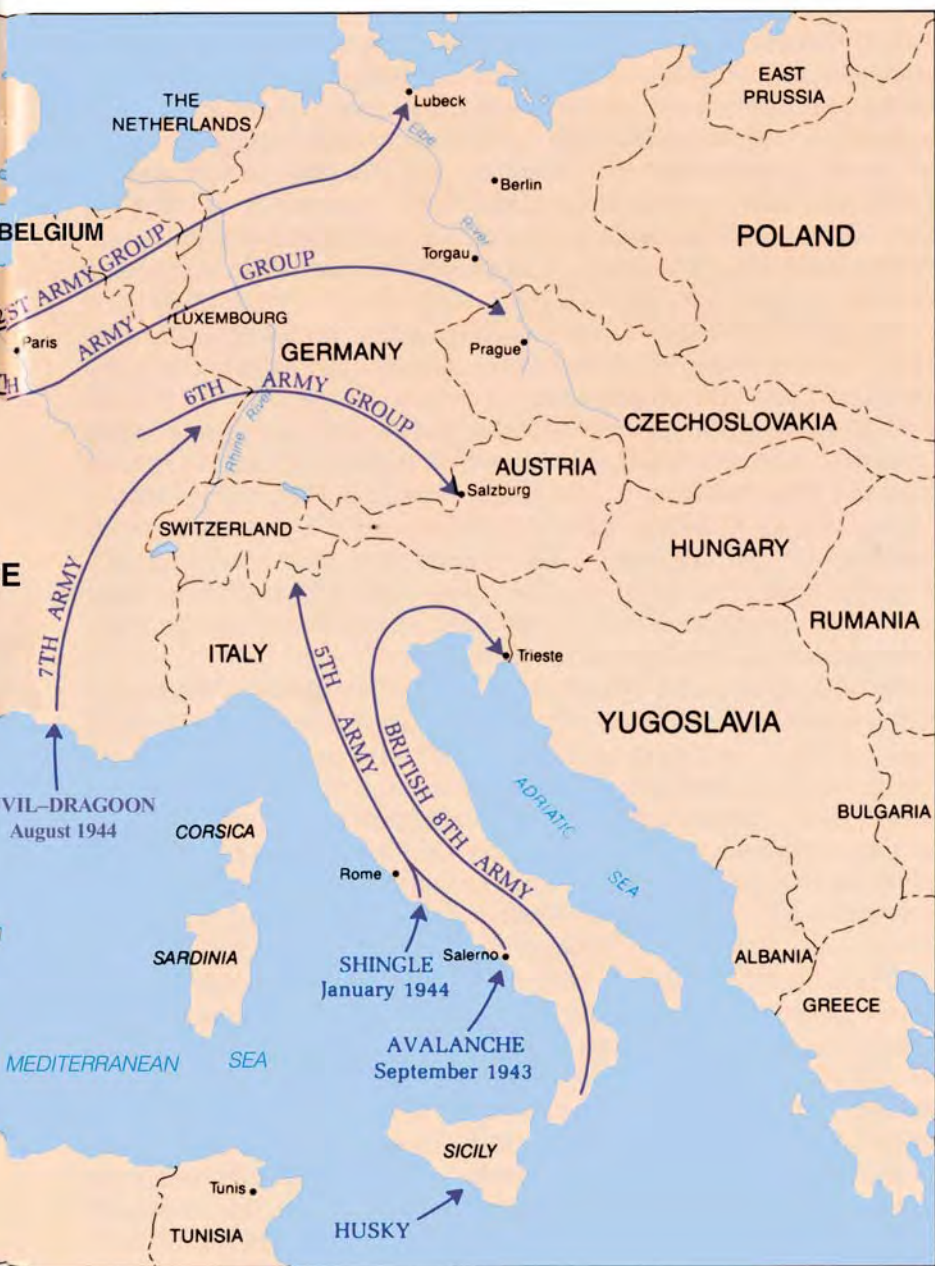 EAST
PRUSSIA
THE
NETHERLANDS
Lubeck
Elbe
River
Berlin
BELGIUM
POLAND
Torgau
ST ARMY GROUP
ARMY GROUP
LUXEMBOURG
Paris
GERMANY
Prague
H
6TH ARMY GROUP
Rhine River
CZECHOSLOVAKIA
AUSTRIA
Salzburg
SWITZERLAND
HUNGARY
E
7TH ARMY
RUMANIA
ITALY
5TH ARMY
Trieste
YUGOSLAVIA
BRITISH 8TH ARMY
ADRIATIC
SEA
VIL–DRAGOON
August 1944
CORSICA
BULGARIA
Rome
SARDINIA
SHINGLE
January 1944
Salerno
ALBANIA
GREECE
AVALANCHE
September 1943
MEDITERRANEAN SEA
SICILY
Tunis
TUNISIA
HUSKY